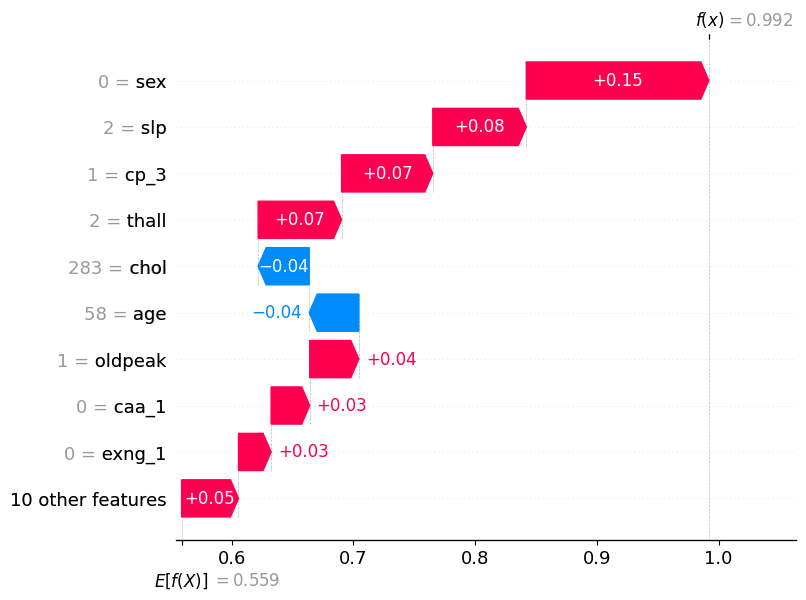 f(x) = 0.992
0 = sex +0.15
2 = slp +0.08
1 = cp_3 +0.07
2 = thall +0.07
283 = chol −0.04
58 = age −0.04
1 = oldpeak +0.04
0 = caa_1 +0.03
0 = exng_1 +0.03
10 other features +0.05
0.6 0.7 0.8 0.9 1.0
E[f(X)] = 0.559